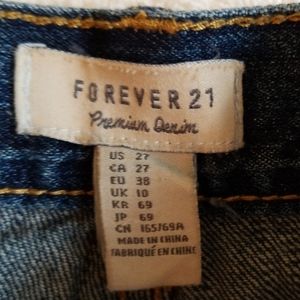 FOREVER 21
Premium Denim
US 27
CA 27
EU 38
UK 10
KR 69
JP 69
CN 165/69A
MADE IN CHINA
FABRIQUÉ EN CHINE